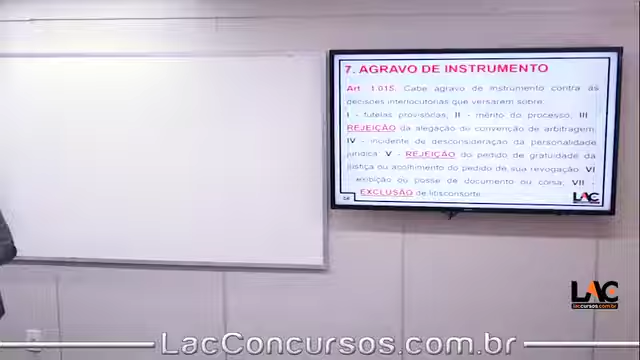 7. AGRAVO DE INSTRUMENTO
Art. 1.015. Cabe agravo de instrumento contra as
decisões interlocutórias que versarem sobre:
I - tutelas provisórias; II - mérito do processo; III
REJEIÇÃO da alegação de convenção de arbitragem;
IV - incidente de desconsideração da personalidade
jurídica; V - REJEIÇÃO do pedido de gratuidade da
justiça ou acolhimento do pedido de sua revogação; VI
- exibição ou posse de documento ou coisa; VII -
EXCLUSÃO de litisconsorte
LAC
LAC
lacconcursos.com.br
LacConcursos.com.br